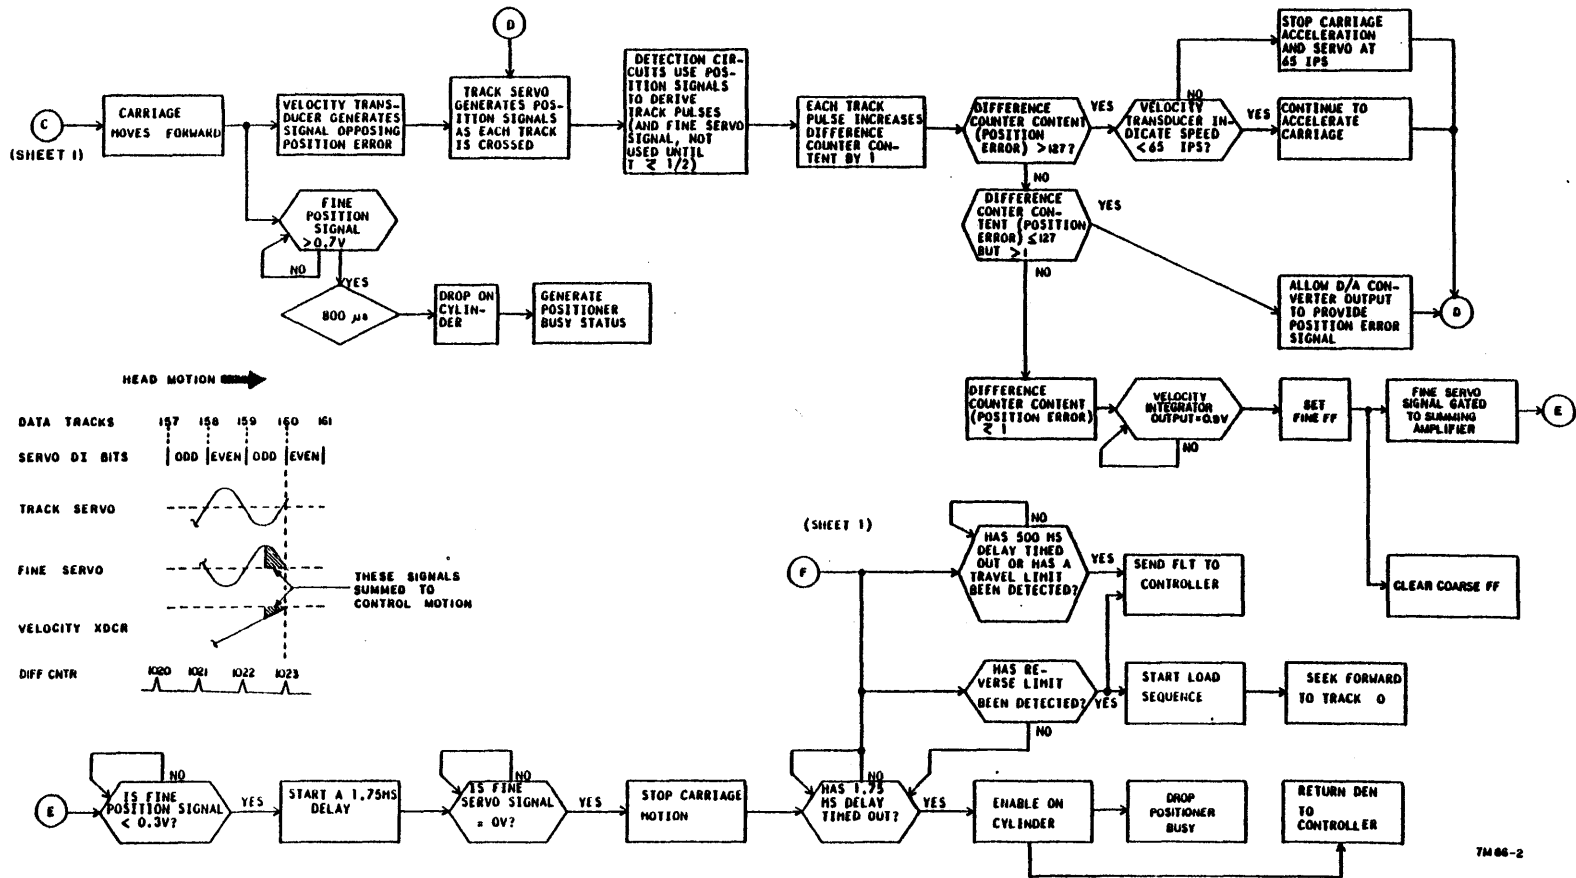 D
STOP CARRIAGE
ACCELERATION
AND SERVO AT
65 IPS
C
(SHEET 1)
CARRIAGE
MOVES FORWARD
VELOCITY TRANS-
DUCER GENERATES
SIGNAL OPPOSING
POSITION ERROR
TRACK SERVO
GENERATES POS-
ITION SIGNALS
AS EACH TRACK
IS CROSSED
DETECTION CIR-
CUITS USE POS-
ITION SIGNALS
TO DERIVE
TRACK PULSES
(AND FINE SERVO
SIGNAL, NOT
USED UNTIL
T ≷ 1/2)
EACH TRACK
PULSE INCREASES
DIFFERENCE
COUNTER CON-
TENT BY 1
DIFFERENCE
COUNTER CONTENT
(POSITION
ERROR) >127?
YES
NO
VELOCITY
TRANSDUCER IN-
DICATE SPEED
<65 IPS?
NO
YES
CONTINUE TO
ACCELERATE
CARRIAGE
FINE
POSITION
SIGNAL
>0.7V
NO
YES
800 µs
DROP ON
CYLIN-
DER
GENERATE
POSITIONER
BUSY STATUS
DIFFERENCE
CONTER CON-
TENT (POSITION
ERROR) ≤127
BUT >1
YES
NO
ALLOW D/A CON-
VERTER OUTPUT
TO PROVIDE
POSITION ERROR
SIGNAL
D
DIFFERENCE
COUNTER CONTENT
(POSITION ERROR)
≷ 1
VELOCITY
INTEGRATOR
OUTPUT=0.9V
NO
SET
FINE FF
FINE SERVO
SIGNAL GATED
TO SUMMING
AMPLIFIER
E
CLEAR COARSE FF
HEAD MOTION
DATA TRACKS 157 158 159 160 161
SERVO DI BITS ODD EVEN ODD EVEN
TRACK SERVO
FINE SERVO
THESE SIGNALS
SUMMED TO
CONTROL MOTION
VELOCITY XDCR
DIFF CNTR 1020 1021 1022 1023
(SHEET 1)
F
NO
HAS 500 MS
DELAY TIMED
OUT OR HAS A
TRAVEL LIMIT
BEEN DETECTED?
YES
SEND FLT TO
CONTROLLER
HAS RE-
VERSE LIMIT
BEEN DETECTED?
YES
NO
START LOAD
SEQUENCE
SEEK FORWARD
TO TRACK 0
E
NO
IS FINE
POSITION SIGNAL
< 0.3V?
YES
START A 1.75MS
DELAY
NO
IS FINE
SERVO SIGNAL
= 0V?
YES
STOP CARRIAGE
MOTION
NO
HAS 1.75
MS DELAY
TIMED OUT?
YES
ENABLE ON
CYLINDER
DROP
POSITIONER
BUSY
RETURN DEN
TO
CONTROLLER
7M86-2